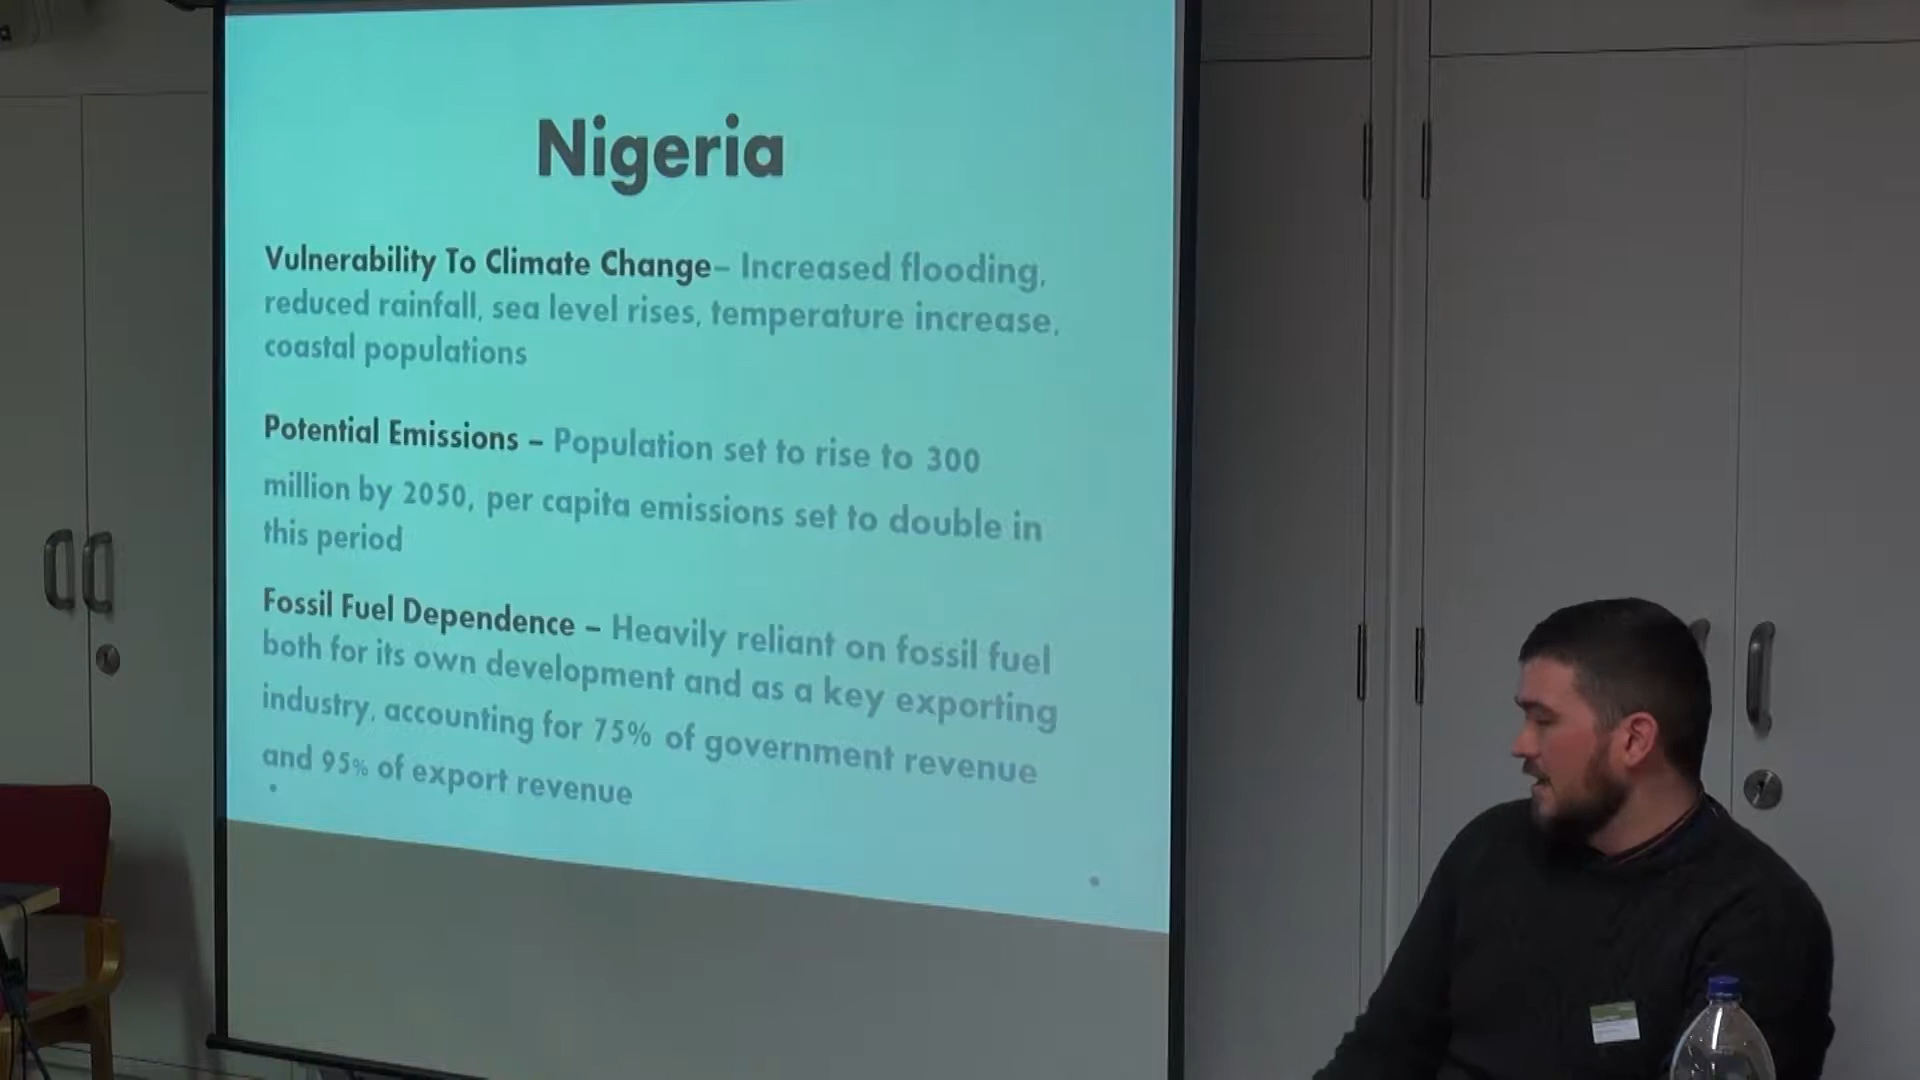 Nigeria
Vulnerability To Climate Change– Increased flooding,
reduced rainfall, sea level rises, temperature increase,
coastal populations
Potential Emissions – Population set to rise to 300
million by 2050, per capita emissions set to double in
this period
Fossil Fuel Dependence – Heavily reliant on fossil fuel
both for its own development and as a key exporting
industry, accounting for 75% of government revenue
and 95% of export revenue